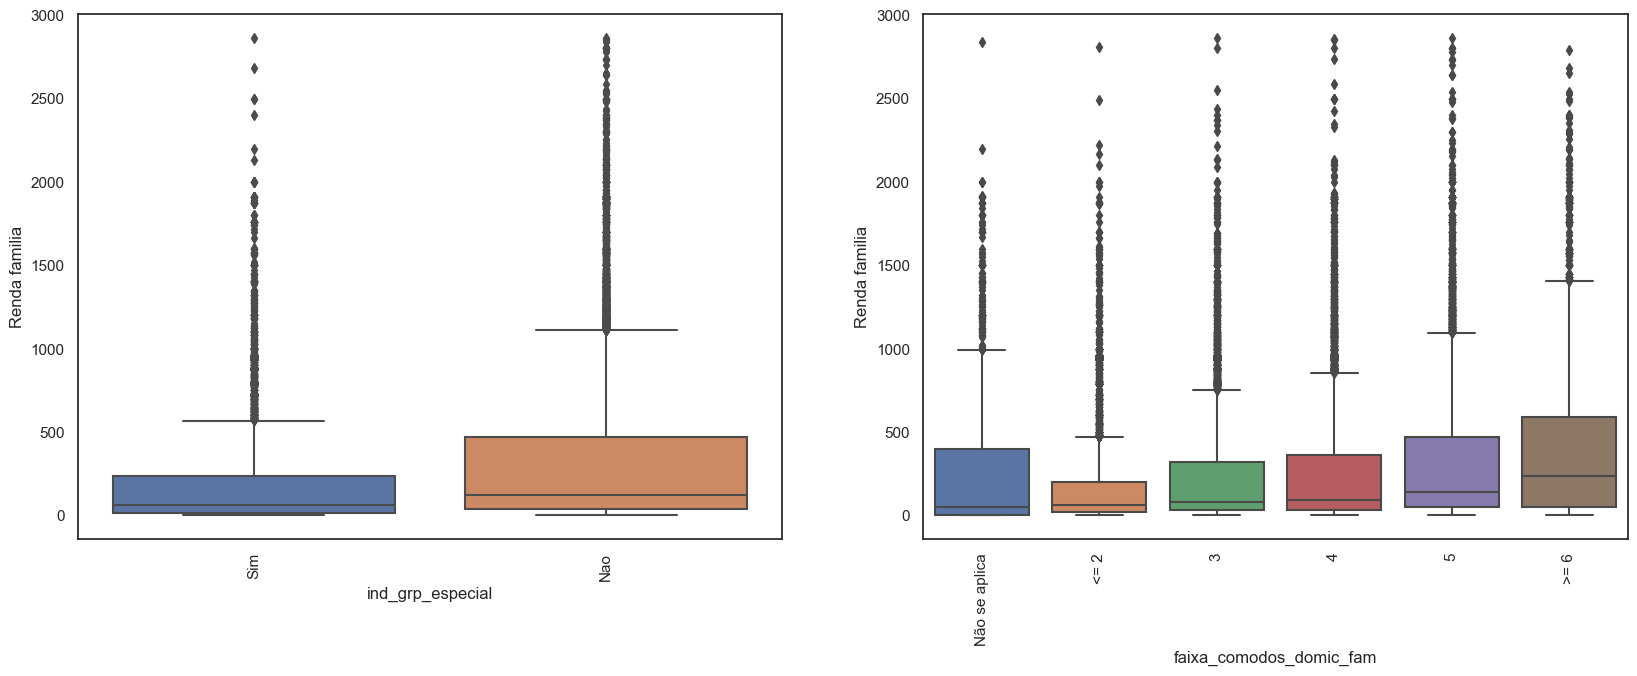 3000
2500
2000
1500
1000
500
0
Renda familia
Sim
Nao
ind_grp_especial
3000
2500
2000
1500
1000
500
0
Renda familia
Não se aplica
<= 2
3
4
5
>= 6
faixa_comodos_domic_fam